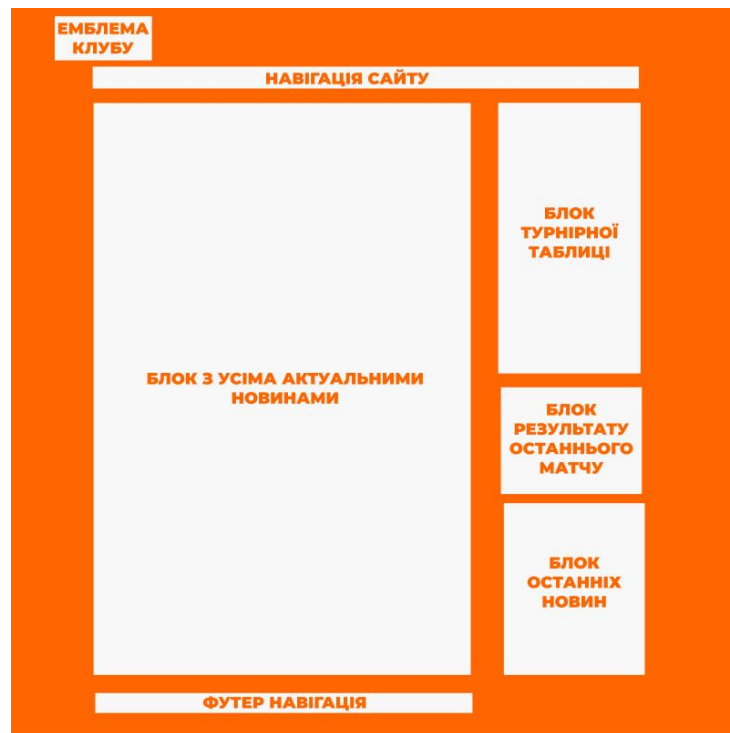 ЕМБЛЕМА
КЛУБУ
НАВІГАЦІЯ САЙТУ
БЛОК З УСІМА АКТУАЛЬНИМИ
НОВИНАМИ
БЛОК
ТУРНІРНОЇ
ТАБЛИЦІ
БЛОК
РЕЗУЛЬТАТУ
ОСТАННЬОГО
МАТЧУ
БЛОК
ОСТАННІХ
НОВИН
ФУТЕР НАВІГАЦІЯ